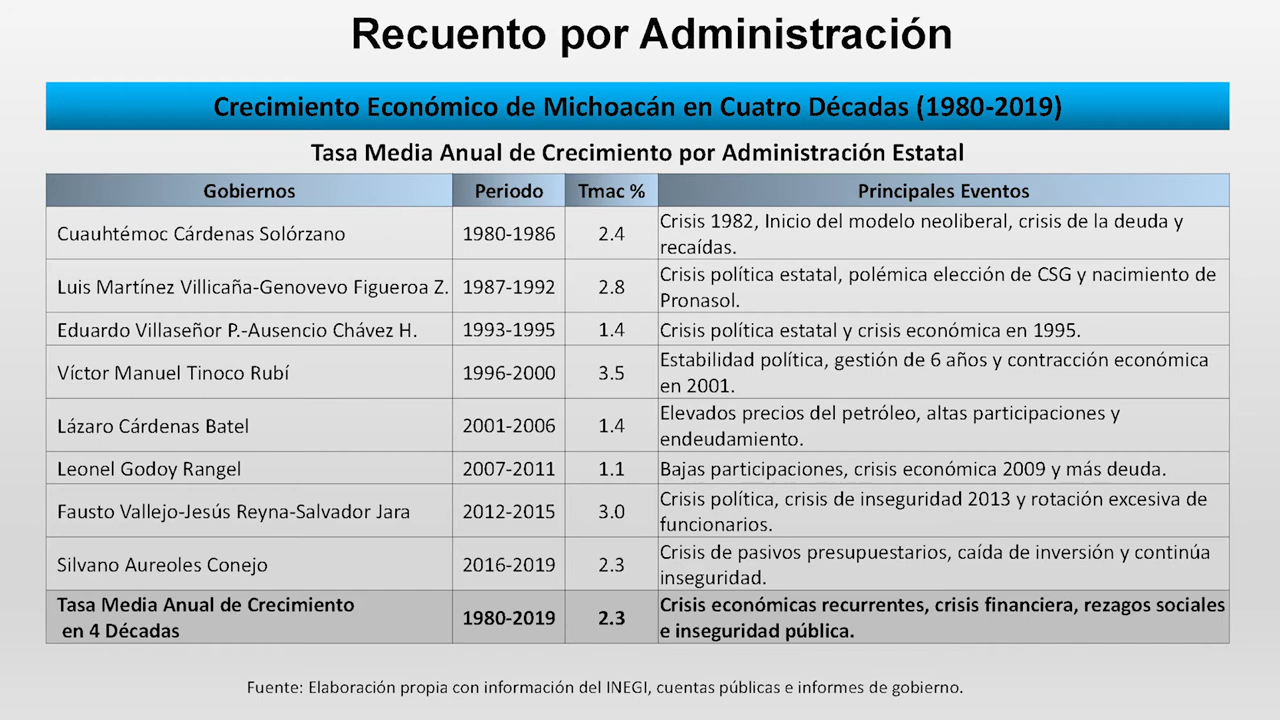 Recuento por Administración
Crecimiento Económico de Michoacán en Cuatro Décadas (1980-2019)
Tasa Media Anual de Crecimiento por Administración Estatal
Gobiernos Periodo Tmac % Principales Eventos
Cuauhtémoc Cárdenas Solórzano 1980-1986 2.4 Crisis 1982, Inicio del modelo neoliberal, crisis de la deuda y
recaídas.
Luis Martínez Villicaña-Genovevo Figueroa Z. 1987-1992 2.8 Crisis política estatal, polémica elección de CSG y nacimiento de
Pronasol.
Eduardo Villaseñor P.-Ausencio Chávez H. 1993-1995 1.4 Crisis política estatal y crisis económica en 1995.
Víctor Manuel Tinoco Rubí 1996-2000 3.5 Estabilidad política, gestión de 6 años y contracción económica
en 2001.
Lázaro Cárdenas Batel 2001-2006 1.4 Elevados precios del petróleo, altas participaciones y
endeudamiento.
Leonel Godoy Rangel 2007-2011 1.1 Bajas participaciones, crisis económica 2009 y más deuda.
Fausto Vallejo-Jesús Reyna-Salvador Jara 2012-2015 3.0 Crisis política, crisis de inseguridad 2013 y rotación excesiva de
funcionarios.
Silvano Aureoles Conejo 2016-2019 2.3 Crisis de pasivos presupuestarios, caída de inversión y continúa
inseguridad.
Tasa Media Anual de Crecimiento
en 4 Décadas 1980-2019 2.3 Crisis económicas recurrentes, crisis financiera, rezagos sociales
e inseguridad pública.
Fuente: Elaboración propia con información del INEGI, cuentas públicas e informes de gobierno.